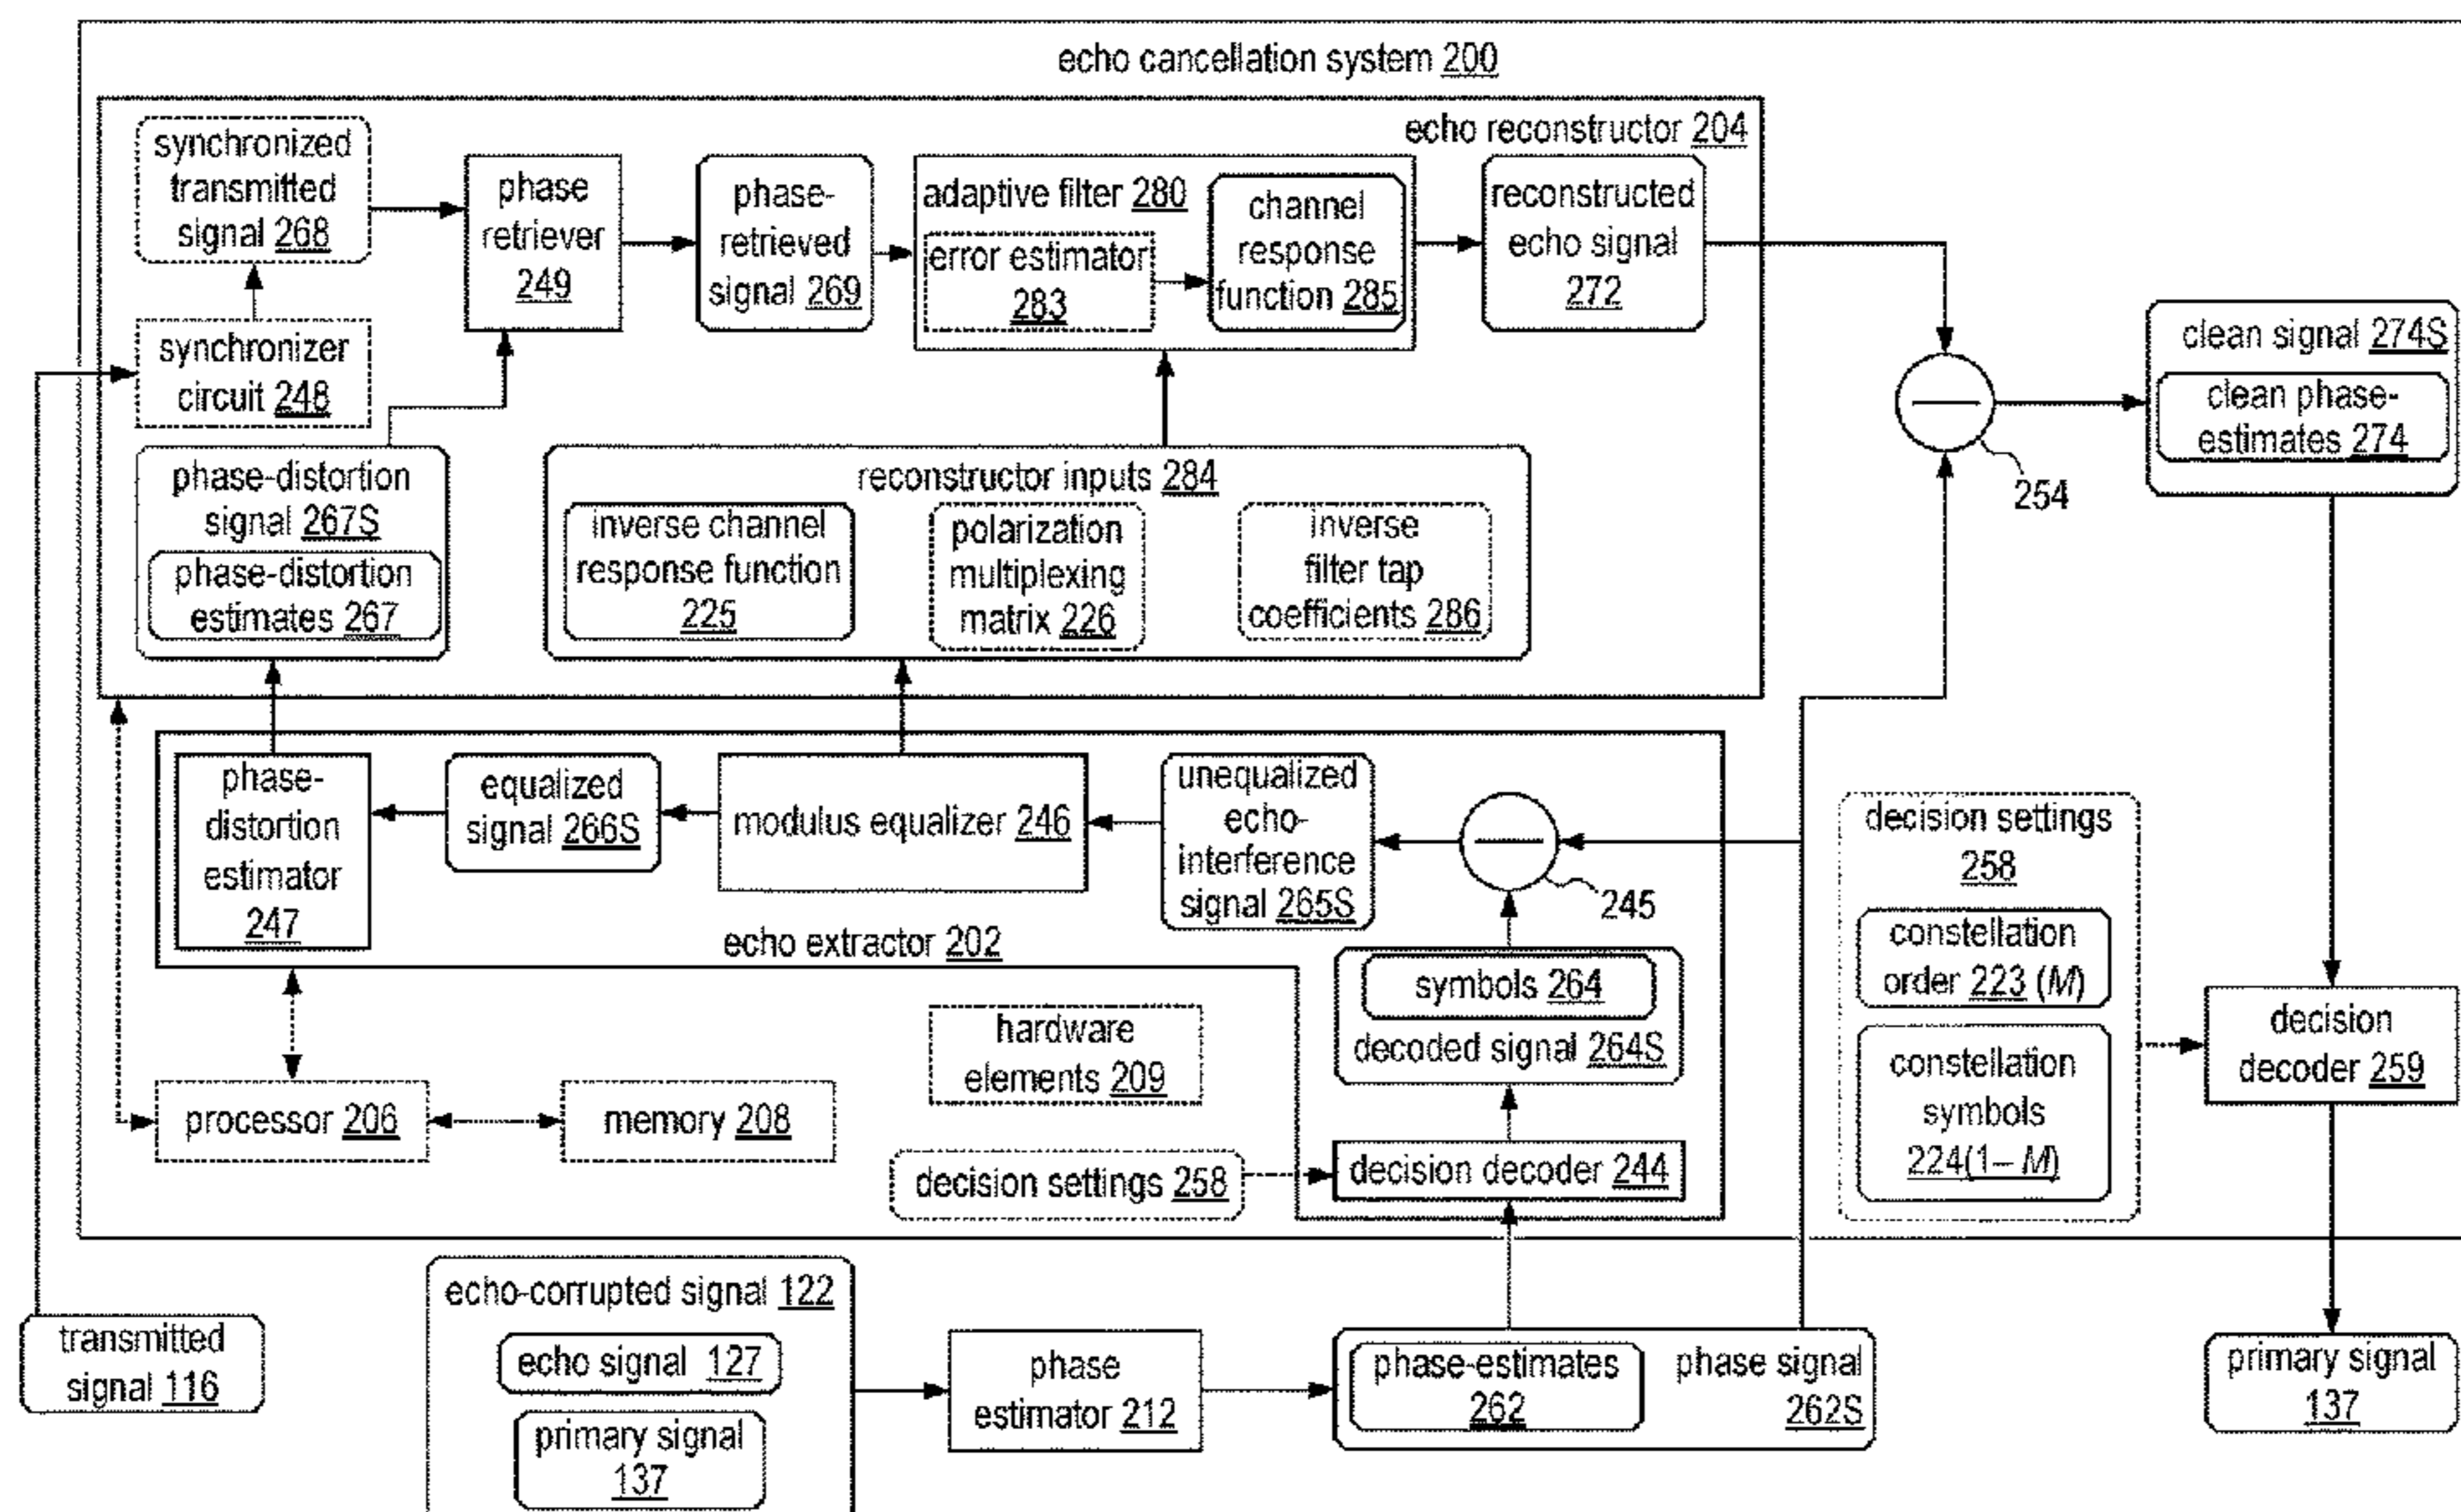 echo cancellation system 200
echo reconstructor 204
synchronized
transmitted
signal 268
phase
retriever
249
phase-
retrieved
signal 269
adaptive filter 280
error estimator
283
channel
response
function 285
reconstructed
echo signal
272
synchronizer
circuit 248
clean signal 274S
clean phase-
estimates 274
254
phase-distortion
signal 267S
phase-distortion
estimates 267
reconstructor inputs 284
inverse channel
response function
225
polarization
multiplexing
matrix 226
inverse
filter tap
coefficients 286
phase-
distortion
estimator
247
equalized
signal 266S
modulus equalizer 246
unequalized
echo-
interference
signal 265S
245
echo extractor 202
symbols 264
decoded signal 264S
decision settings
258
constellation
order 223 (M)
constellation
symbols
224(1– M)
decision
decoder 259
hardware
elements 209
processor 206
memory 208
decision settings 258
decision decoder 244
transmitted
signal 116
echo-corrupted signal 122
echo signal 127
primary signal
137
phase
estimator 212
phase-estimates
262
phase signal
262S
primary signal
137